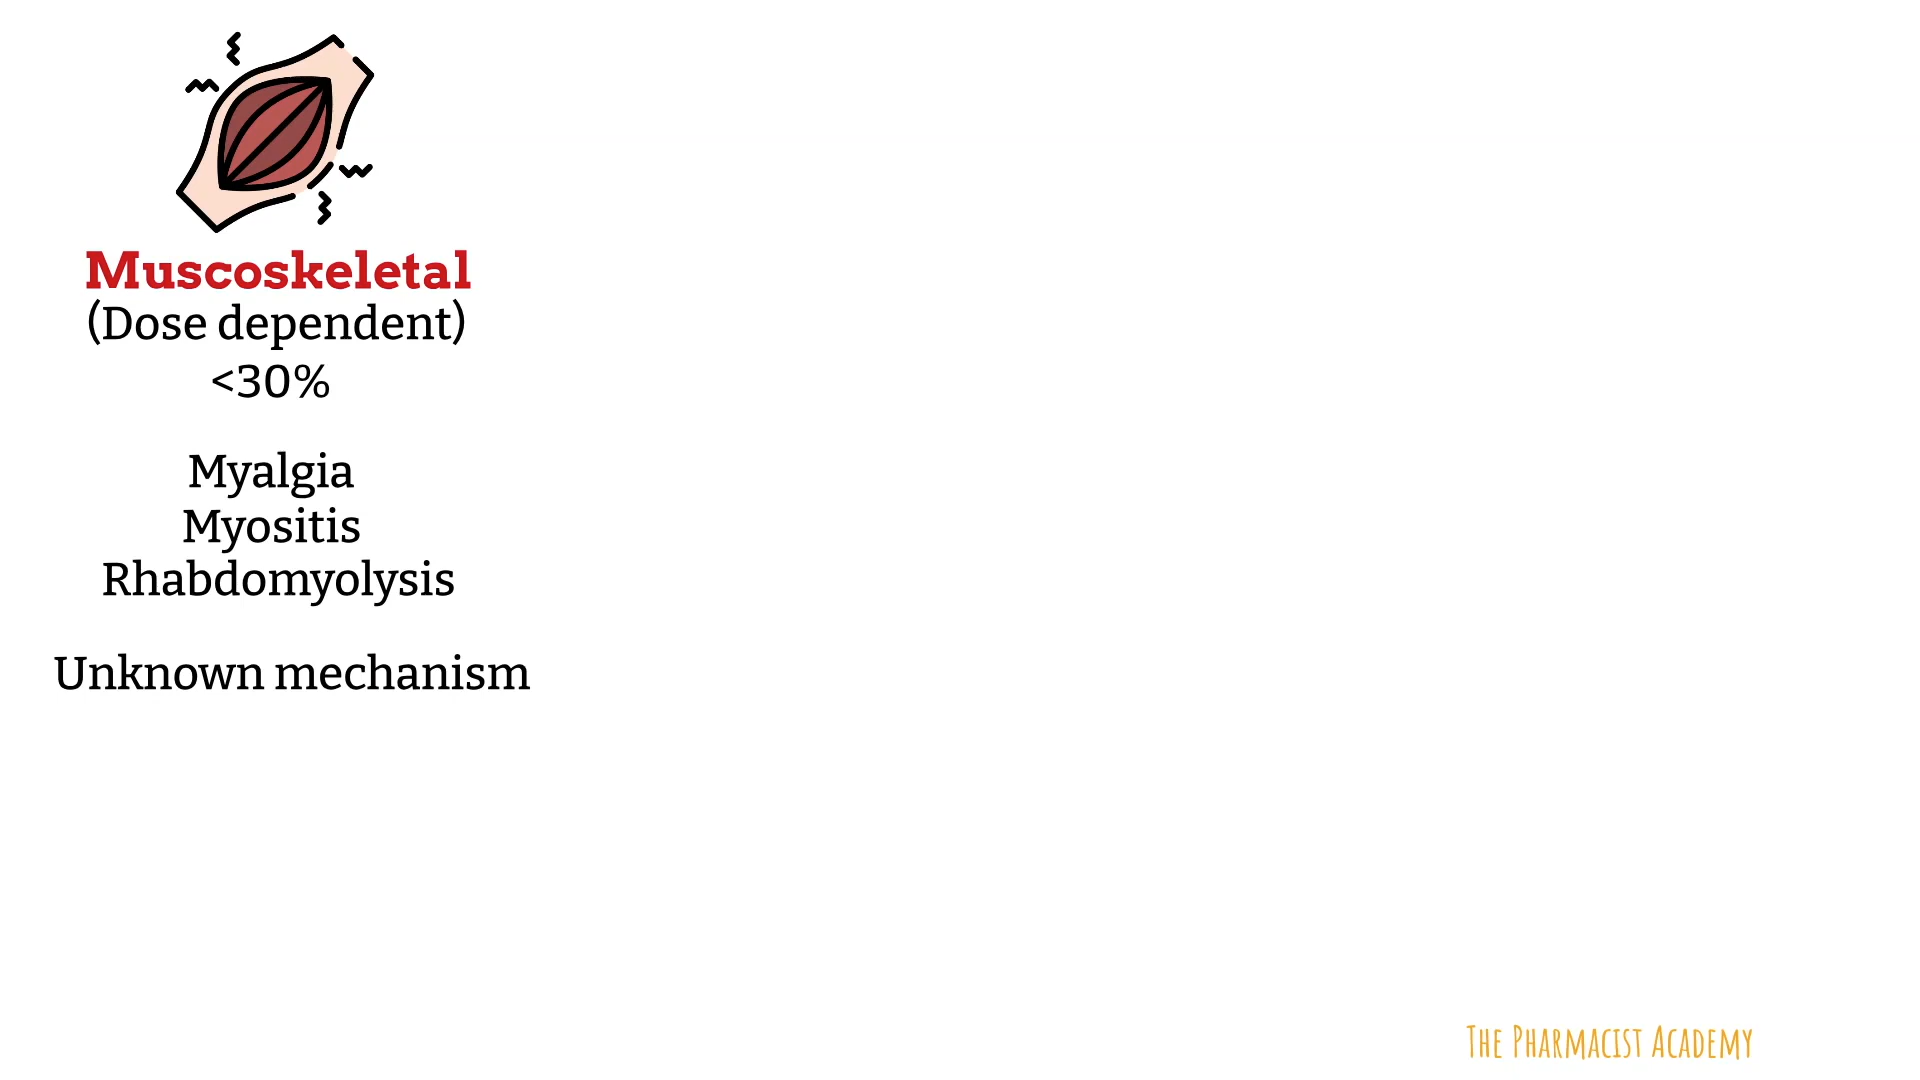 Muscoskeletal
(Dose dependent)
<30%
Myalgia
Myositis
Rhabdomyolysis
Unknown mechanism
The Pharmacist Academy